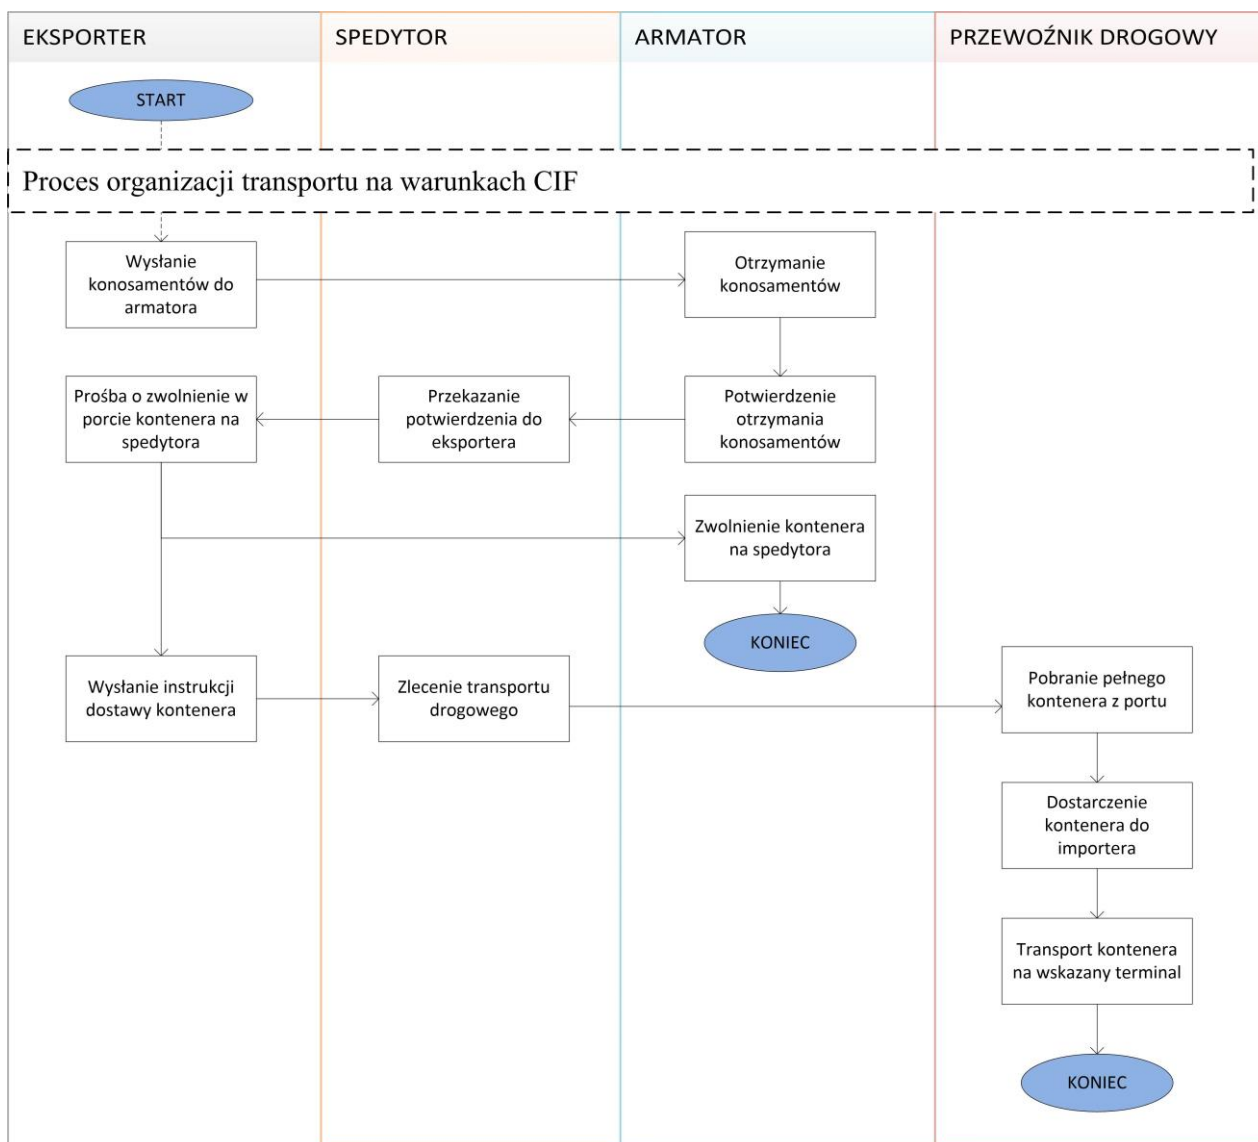 EKSPORTER
SPEDYTOR
ARMATOR
PRZEWOŹNIK DROGOWY
START
Proces organizacji transportu na warunkach CIF
Wysłanie
konosamentów do
armatora
Otrzymanie
konosamentów
Prośba o zwolnienie w
porcie kontenera na
spedytora
Przekazanie
potwierdzenia do
eksportera
Potwierdzenie
otrzymania
konosamentów
Zwolnienie kontenera
na spedytora
KONIEC
Wysłanie instrukcji
dostawy kontenera
Zlecenie transportu
drogowego
Pobranie pełnego
kontenera z portu
Dostarczenie
kontenera do
importera
Transport kontenera
na wskazany terminal
KONIEC